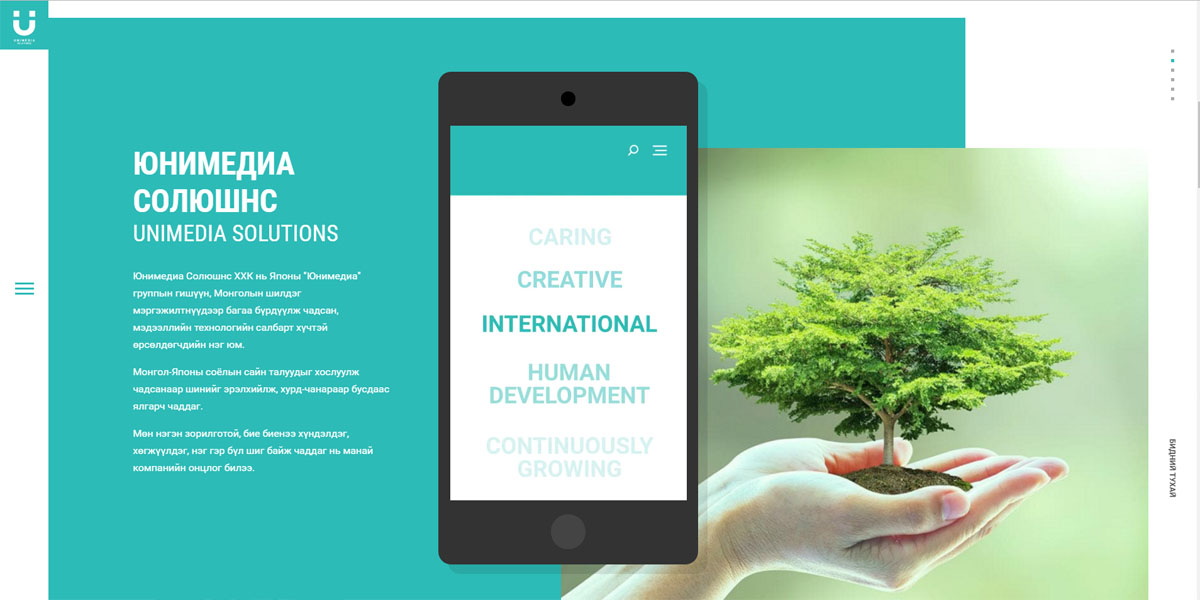 UNIMEDIA
ЮНИМЕДИА
СОЛЮШНС
UNIMEDIA SOLUTIONS
Юнимедиа Солюшнс ХХК нь Японы "Юнимедиа"
группын гишүүн, Монголын шилдэг
мэргэжилтнүүдээр багаа бүрдүүлж чадсан,
мэдээллийн технологийн салбарт хүчтэй
өрсөлдөгчдийн нэг юм.
Монгол-Японы соёлын сайн талуудыг хослуулж
чадсанаар шинийг эрэлхийлж, хурд-чанараар бусдаас
ялгарч чаддаг.
Мөн нэгэн зорилготой, бие биенээ хүндэлдэг,
хөгжүүлдэг, нэг гэр бүл шиг байж чаддаг нь манай
компанийн онцлог билээ.
CARING
CREATIVE
INTERNATIONAL
HUMAN
DEVELOPMENT
CONTINUOUSLY
GROWING
БИДНИЙ ТУХАЙ